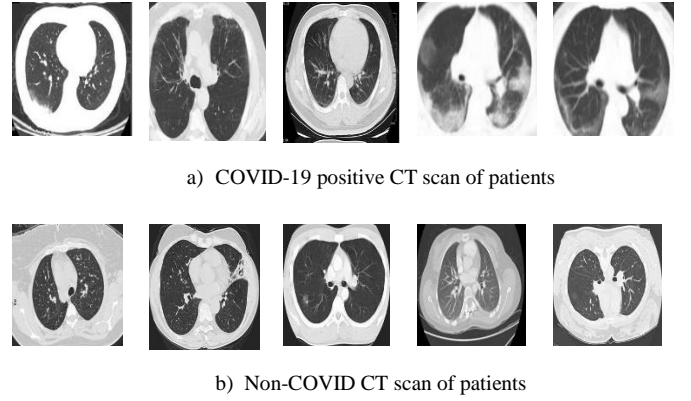 a) COVID-19 positive CT scan of patients
b) Non-COVID CT scan of patients